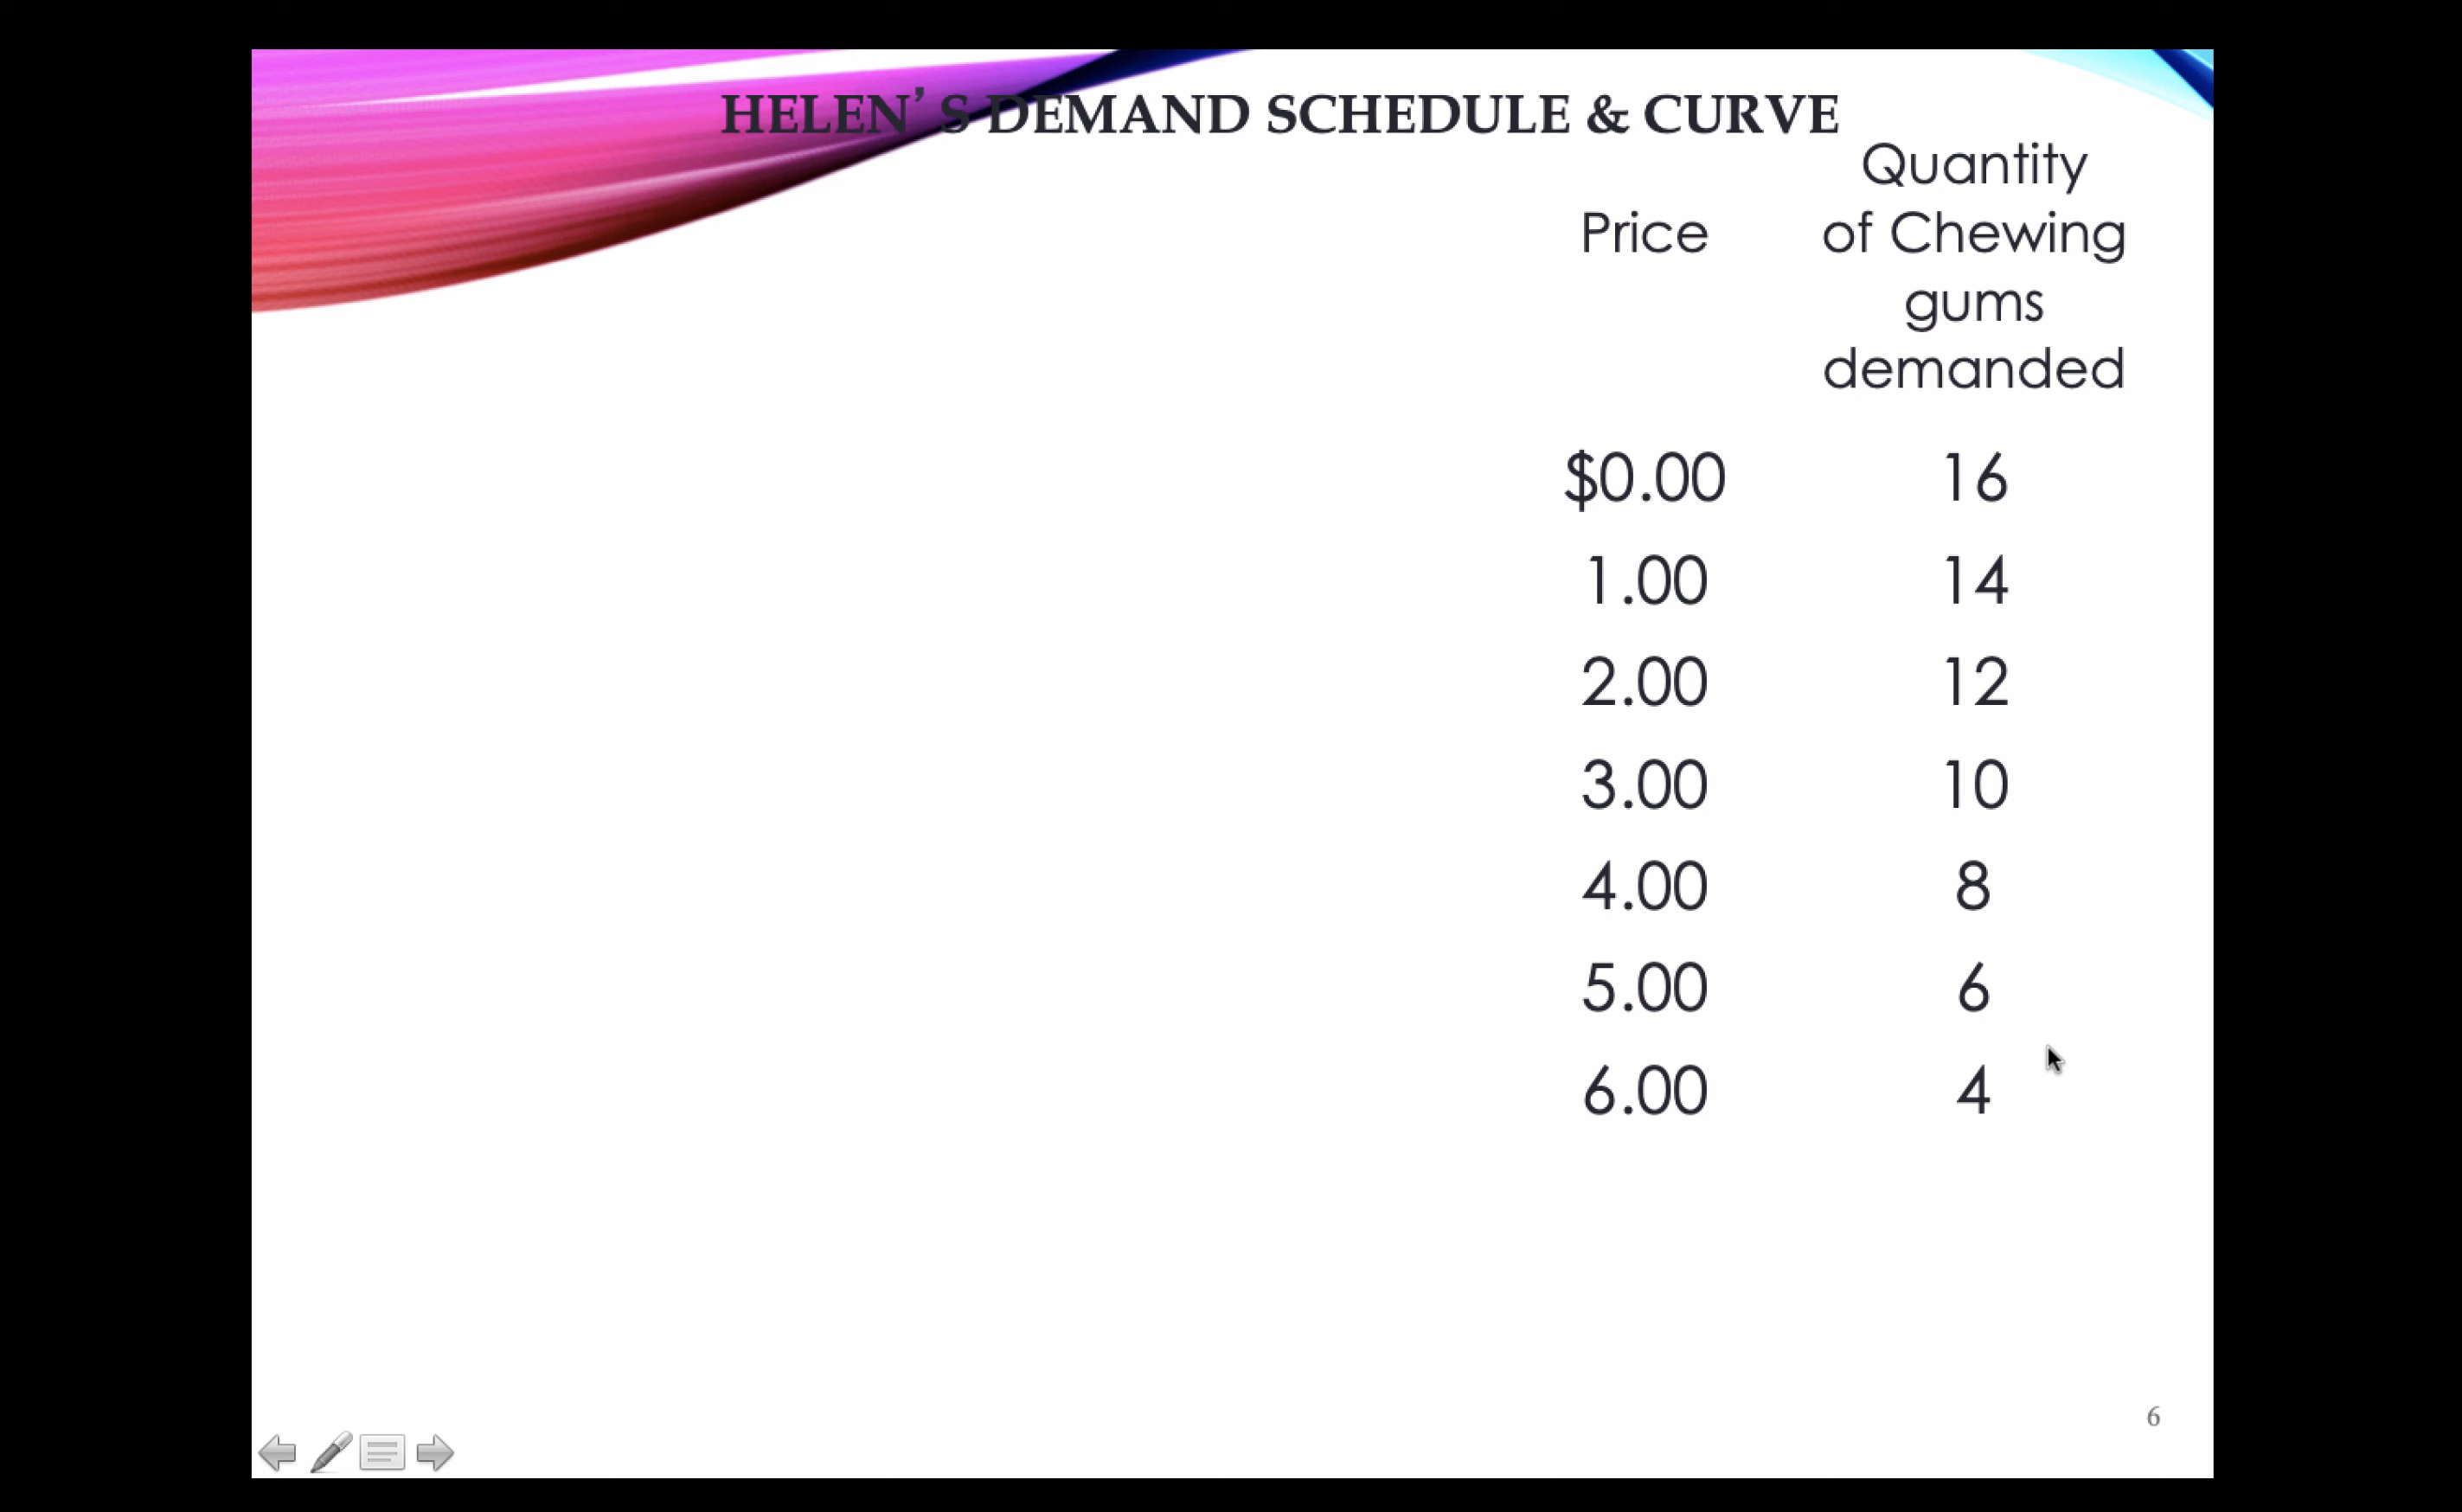 HELEN’S DEMAND SCHEDULE & CURVE
Price
Quantity
of Chewing
gums
demanded
$0.00 16
1.00 14
2.00 12
3.00 10
4.00 8
5.00 6
6.00 4
6